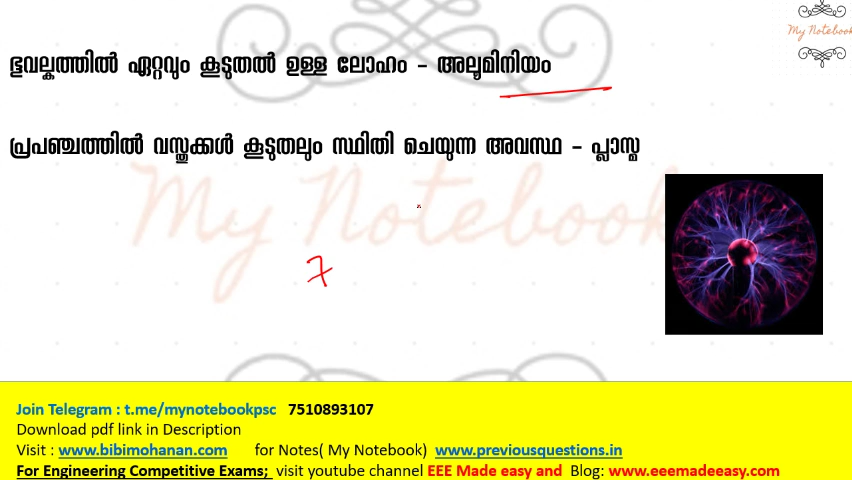 My Notebook
ഭൂവല്കത്തിൽ ഏറ്റവും കൂടുതൽ ഉള്ള ലോഹം - അലൂമിനിയം
പ്രപഞ്ചത്തിൽ വസ്തുക്കൾ കൂടുതലും സ്ഥിതി ചെയുന്ന അവസ്ഥ - പ്ലാസ്മ
My Notebook
7
Join Telegram : t.me/mynotebookpsc 7510893107
Download pdf link in Description
Visit : www.bibimohanan.com for Notes( My Notebook) www.previousquestions.in
For Engineering Competitive Exams; visit youtube channel EEE Made easy and Blog: www.eeemadeeasy.com